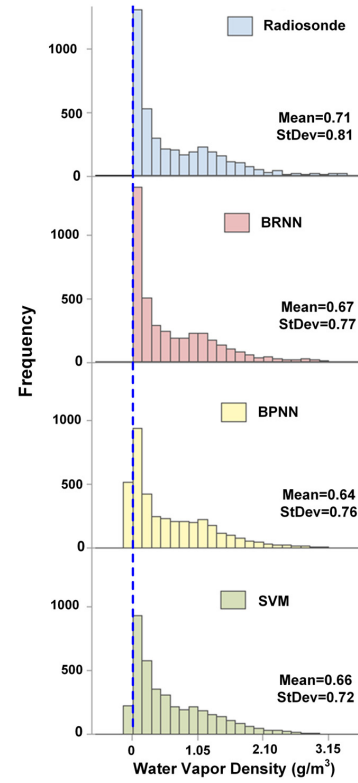 Radiosonde
1000
500
0
Mean=0.71
StDev=0.81
BRNN
1000
500
0
Mean=0.67
StDev=0.77
Frequency
BPNN
1000
500
0
Mean=0.64
StDev=0.76
SVM
1000
500
0
Mean=0.66
StDev=0.72
0 1.05 2.10 3.15
Water Vapor Density (g/m³)